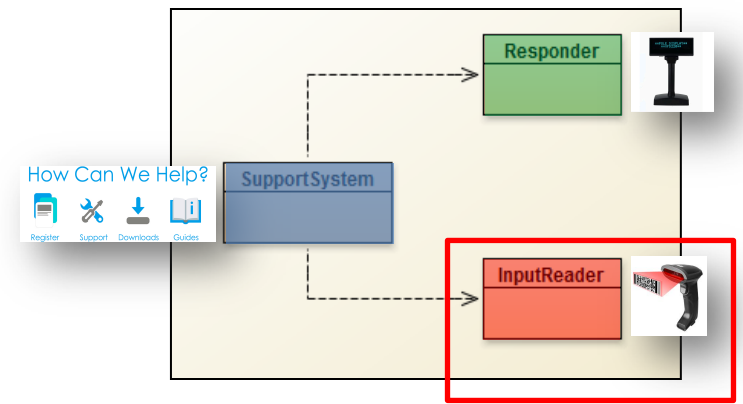 Responder
How Can We Help?
Register Support Downloads Guides
SupportSystem
InputReader